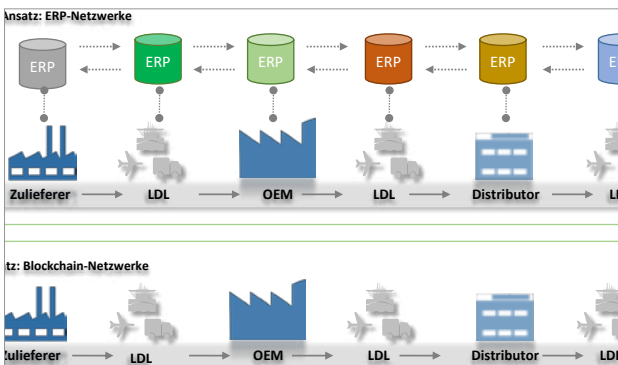 Ansatz: ERP-Netzwerke
ERP ERP ERP ERP ERP
Zulieferer LDL OEM LDL Distributor
tz: Blockchain-Netzwerke
Zulieferer LDL OEM LDL Distributor LDL